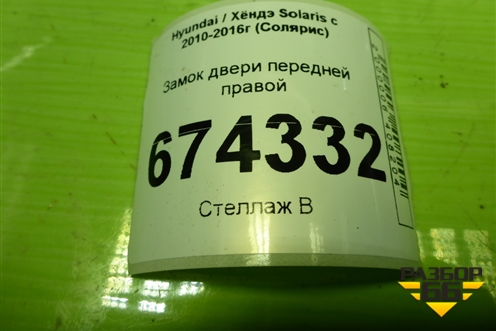 Hyundai / Хёндэ Solaris с
2010-2016г (Солярис)
Замок двери передней
правой
674332
Стеллаж В
РАЗБОР
66